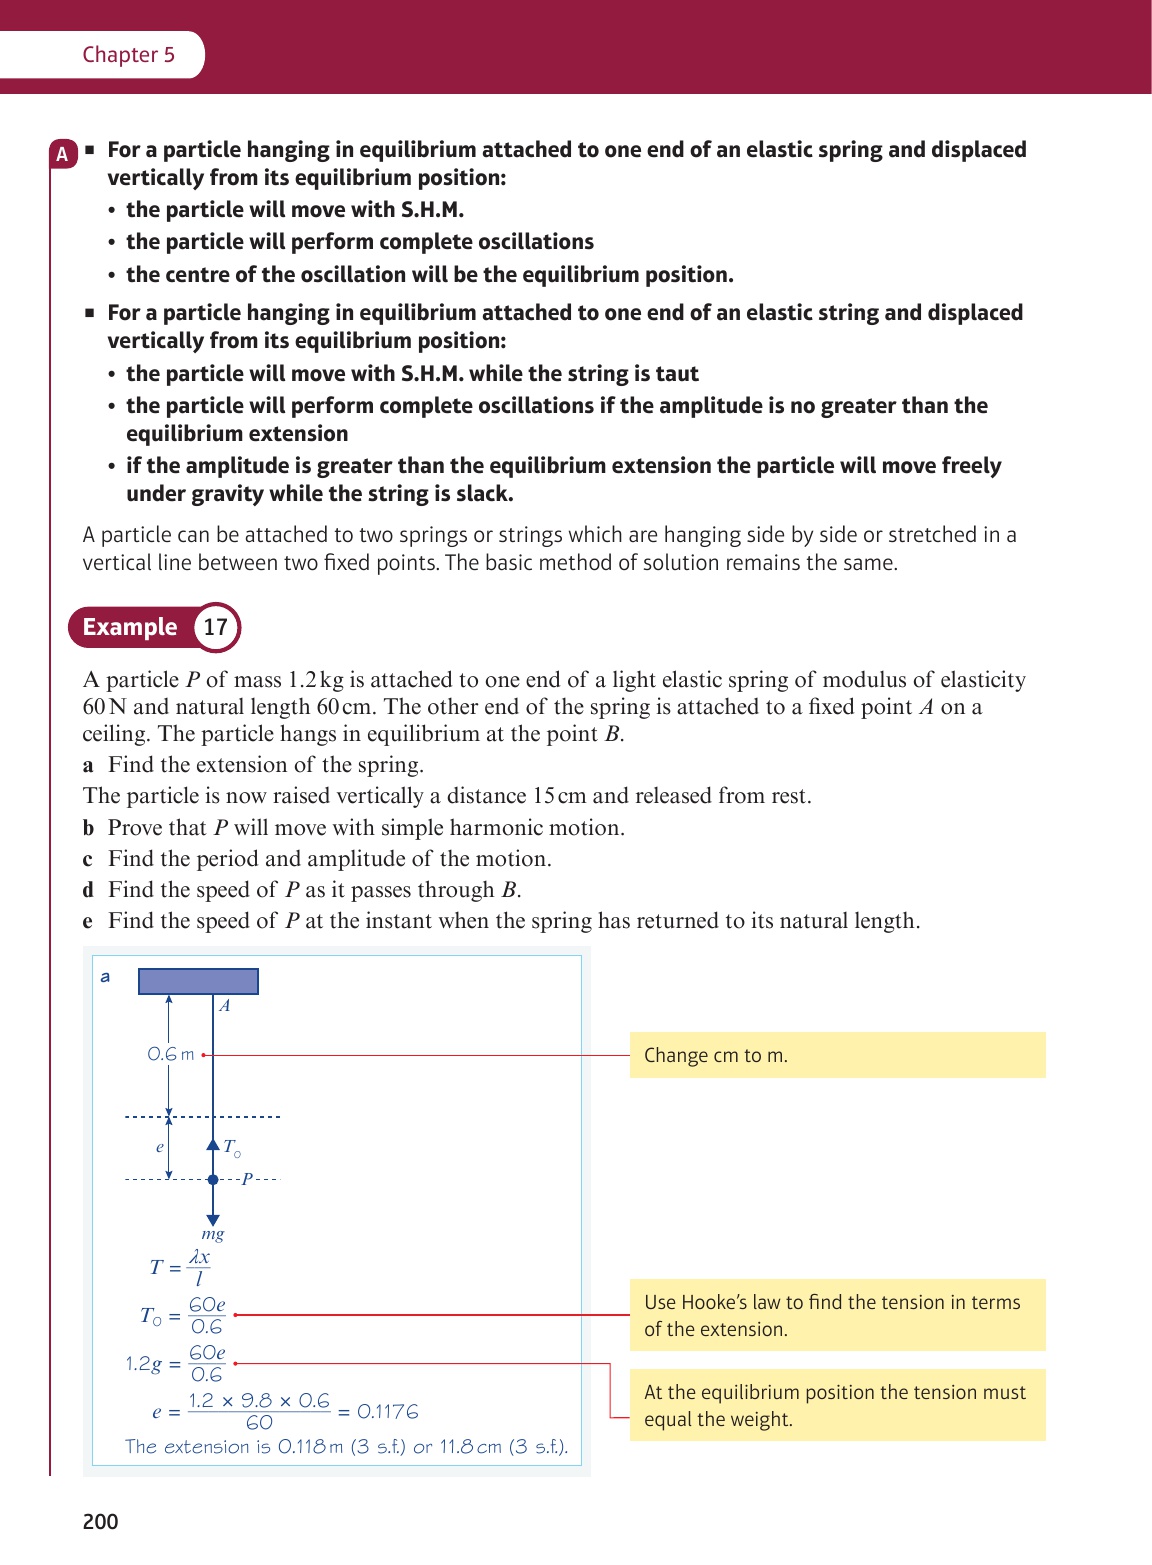 Chapter 5
A
■ For a particle hanging in equilibrium attached to one end of an elastic spring and displaced
vertically from its equilibrium position:
• the particle will move with S.H.M.
• the particle will perform complete oscillations
• the centre of the oscillation will be the equilibrium position.
■ For a particle hanging in equilibrium attached to one end of an elastic string and displaced
vertically from its equilibrium position:
• the particle will move with S.H.M. while the string is taut
• the particle will perform complete oscillations if the amplitude is no greater than the
equilibrium extension
• if the amplitude is greater than the equilibrium extension the particle will move freely
under gravity while the string is slack.
A particle can be attached to two springs or strings which are hanging side by side or stretched in a
vertical line between two fixed points. The basic method of solution remains the same.
Example 17
A particle P of mass 1.2 kg is attached to one end of a light elastic spring of modulus of elasticity
60 N and natural length 60 cm. The other end of the spring is attached to a fixed point A on a
ceiling. The particle hangs in equilibrium at the point B.
a Find the extension of the spring.
The particle is now raised vertically a distance 15 cm and released from rest.
b Prove that P will move with simple harmonic motion.
c Find the period and amplitude of the motion.
d Find the speed of P as it passes through B.
e Find the speed of P at the instant when the spring has returned to its natural length.
a
A
0.6 m
Change cm to m.
e
T₀
P
mg
T = λx/l
T₀ = 60e/0.6
Use Hooke's law to find the tension in terms
of the extension.
1.2g = 60e/0.6
At the equilibrium position the tension must
equal the weight.
e = 1.2 × 9.8 × 0.6/60 = 0.1176
The extension is 0.118 m (3 s.f.) or 11.8 cm (3 s.f.).
200